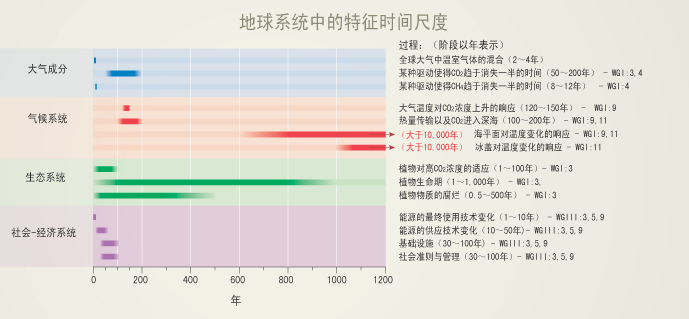 地球系统中的特征时间尺度
过程：（阶段以年表示）
大气成分
全球大气中温室气体的混合（2～4年）
某种驱动使得CO₂趋于消失一半的时间（50～200年） － WGI:3,4
某种驱动使得CH₄趋于消失一半的时间（8～12年） － WGI:4
气候系统
大气温度对CO₂浓度上升的响应（120～150年） － WGI:9
热量传输以及CO₂进入深海（100～200年） － WGI:9,11
（大于10,000年） 海平面对温度变化的响应 － WGI:9,11
（大于10,000年） 冰盖对温度变化的响应 － WGI:11
生态系统
植物对高CO₂浓度的适应（1～100年）－ WGI:3
植物生命期（1～1,000年） － WGI:3,
植物物质的腐烂（0.5～500年） － WGI:3
社会-经济系统
能源的最终使用技术变化（1～10年） － WGIII:3,5,9
能源的供应技术变化（10～50年)－ WGIII:3,5,9
基础设施（30～100年) － WGIII:3,5,9
社会准则与管理（30～100年）－ WGIII:3,5,9
0 200 400 600 800 1000 1200
年